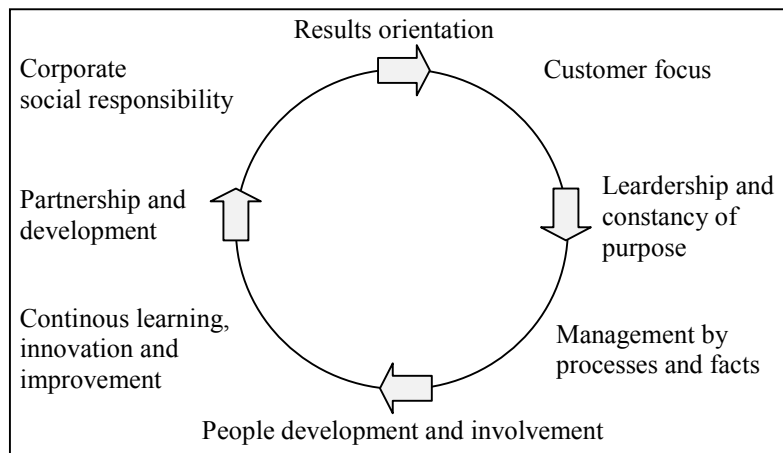 Results orientation
Corporate
social responsibility
Customer focus
Partnership and
development
Leardership and
constancy of
purpose
Continous learning,
innovation and
improvement
Management by
processes and facts
People development and involvement